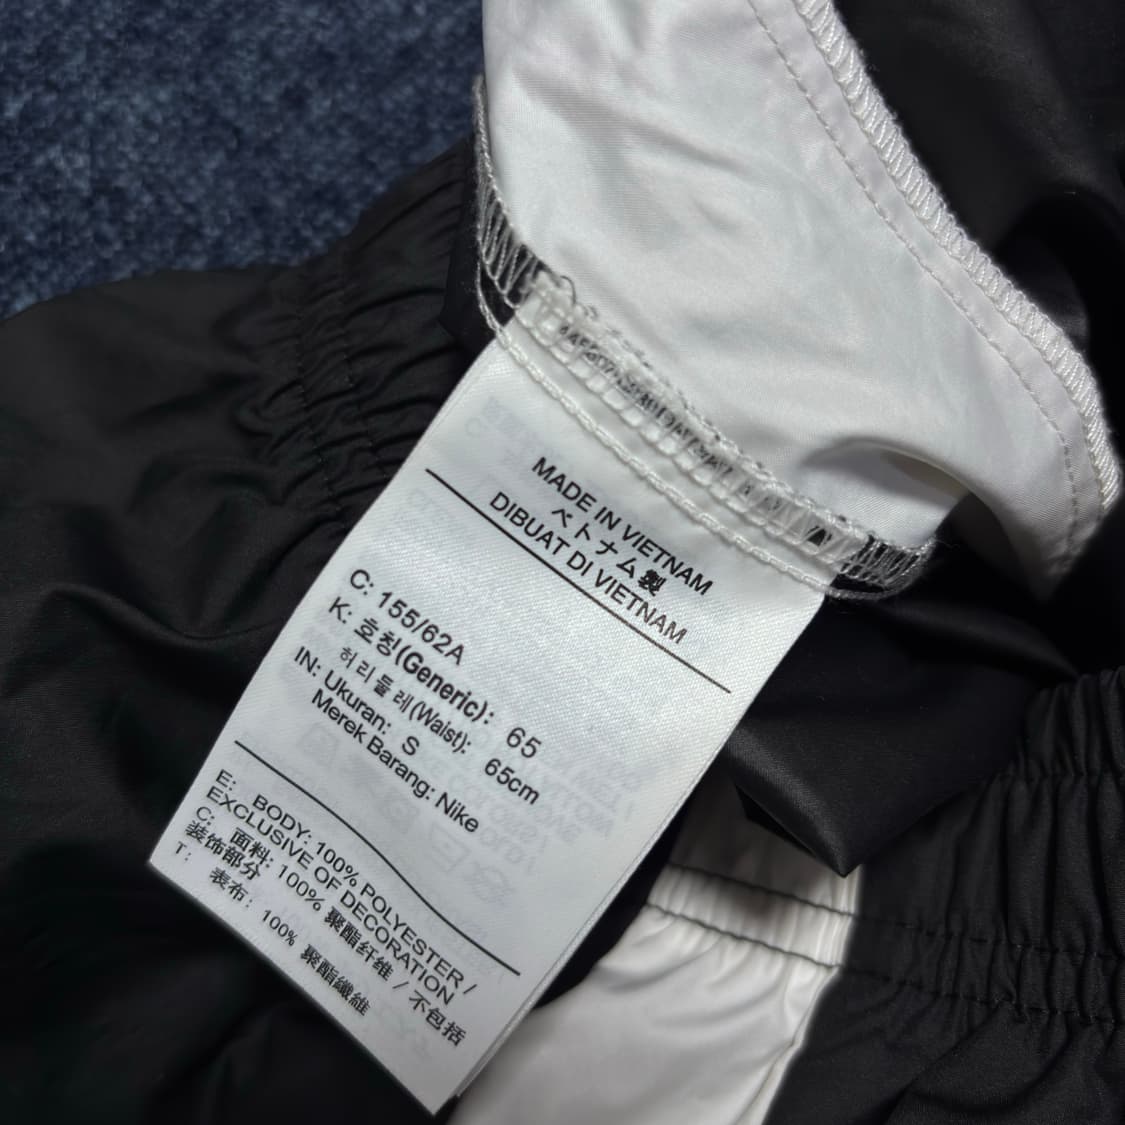 MADE IN VIETNAM
ベトナム製
DIBUAT DI VIETNAM
C: 155/62A
K: 호칭(Generic): 65
허리둘레(Waist): 65cm
IN: Ukuran: S
Merek Barang: Nike
E: BODY: 100% POLYESTER /
EXCLUSIVE OF DECORATION
C: 面料: 100% 聚酯纤维 / 不包括
装饰部分
T: 表布: 100% 聚酯纖維